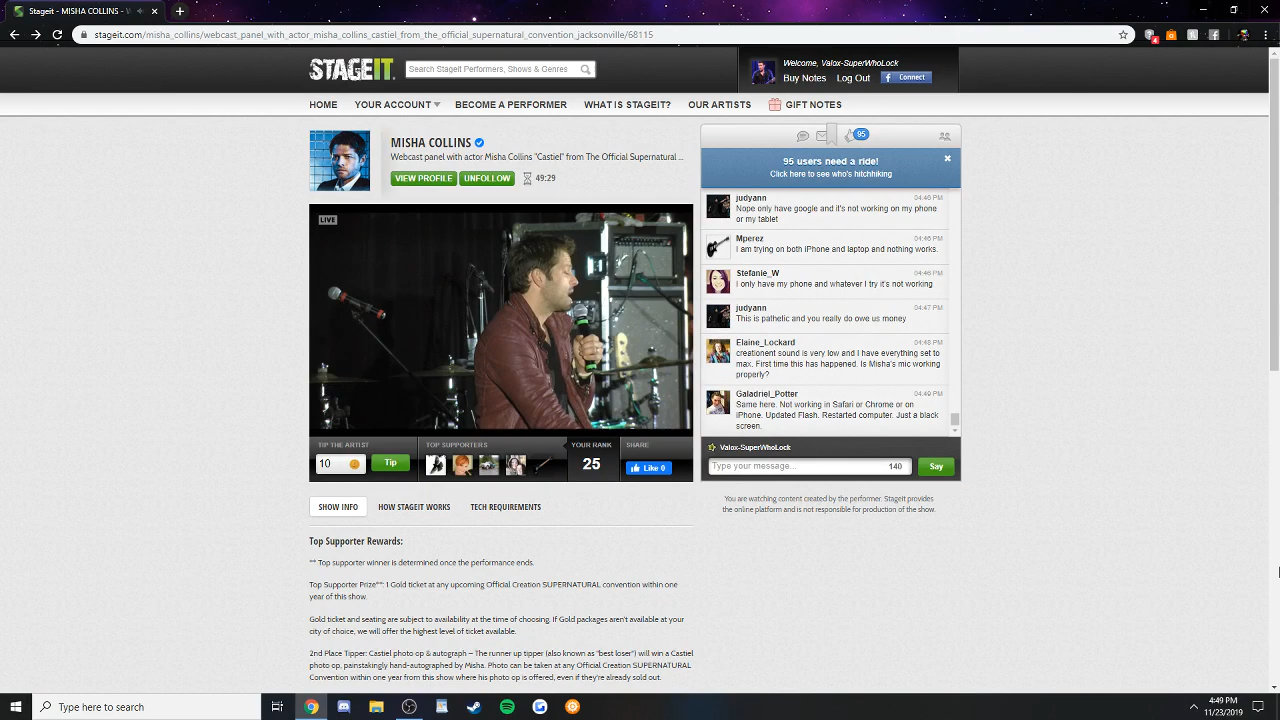 Stageit - MISHA COLLINS -
stageit.com/misha_collins/webcast_panel_with_actor_misha_collins_castiel_from_the_official_supernatural_convention_jacksonville/68115
4
STAGEIT.
Search Stageit Performers, Shows & Genres
Welcome, Valox-SuperWhoLock
Buy Notes Log Out f Connect
HOME YOUR ACCOUNT BECOME A PERFORMER WHAT IS STAGEIT? OUR ARTISTS GIFT NOTES
MISHA COLLINS
Webcast panel with actor Misha Collins "Castiel" from The Official Supernatural ...
VIEW PROFILE UNFOLLOW 49:29
LIVE
TIP THE ARTIST TOP SUPPORTERS YOUR RANK SHARE
10 Tip 25 Like 0
95
95 users need a ride!
Click here to see who's hitchhiking
judyann 04:46 PM
Nope only have google and it's not working on my phone
or my tablet
Mperez 04:46 PM
I am trying on both iPhone and laptop and nothing works.
Stefanie_W 04:46 PM
I only have my phone and whatever I try it's not working
judyann 04:47 PM
This is pathetic and you really do owe us money
Elaine_Lockard 04:48 PM
creationent sound is very low and I have everything set to
max. First time this has happened. Is Misha's mic working
properly?
Galadriel_Potter 04:49 PM
Same here. Not working in Safari or Chrome or on
iPhone. Updated Flash. Restarted computer. Just a black
screen.
Valox-SuperWhoLock
Type your message... 140 Say
You are watching content created by the performer. Stageit provides
the online platform and is not responsible for production of the show.
SHOW INFO HOW STAGEIT WORKS TECH REQUIREMENTS
Top Supporter Rewards:
** Top supporter winner is determined once the performance ends.
Top Supporter Prize**: 1 Gold ticket at any upcoming Official Creation SUPERNATURAL convention within one
year of this show.
Gold ticket and seating are subject to availability at the time of choosing. If Gold packages aren't available at your
city of choice, we will offer the highest level of ticket available.
2nd Place Tipper: Castiel photo op & autograph – The runner up tipper (also known as "best loser") will win a Castiel
photo op, painstakingly hand-autographed by Misha. Photo can be taken at any Official Creation SUPERNATURAL
Convention within one year from this show where his photo op is offered, even if they're already sold out.
Type here to search
4:49 PM
11/23/2019